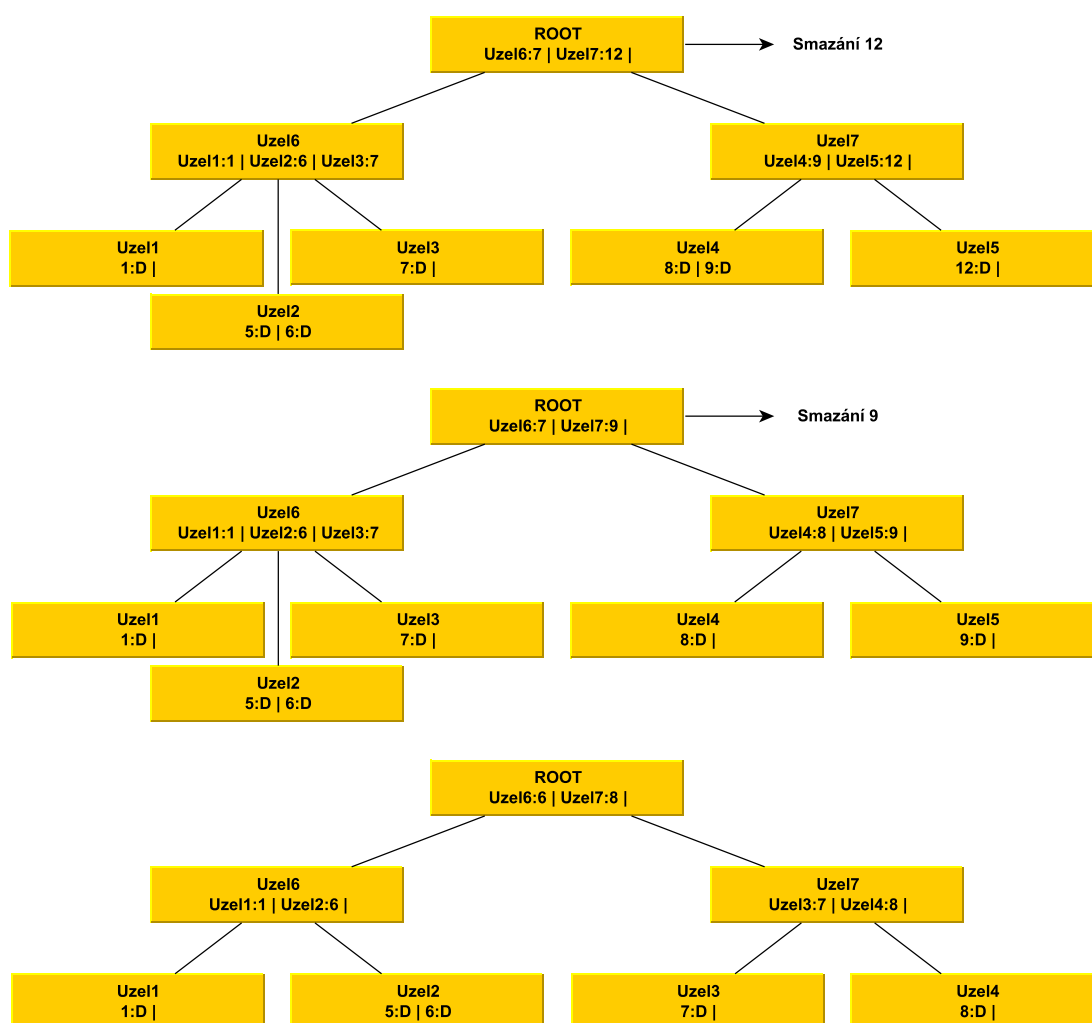 ROOT
Uzel6:7 | Uzel7:12 |
Smazání 12
Uzel6
Uzel1:1 | Uzel2:6 | Uzel3:7
Uzel7
Uzel4:9 | Uzel5:12 |
Uzel1
1:D |
Uzel3
7:D |
Uzel4
8:D | 9:D
Uzel5
12:D |
Uzel2
5:D | 6:D
ROOT
Uzel6:7 | Uzel7:9 |
Smazání 9
Uzel6
Uzel1:1 | Uzel2:6 | Uzel3:7
Uzel7
Uzel4:8 | Uzel5:9 |
Uzel1
1:D |
Uzel3
7:D |
Uzel4
8:D |
Uzel5
9:D |
Uzel2
5:D | 6:D
ROOT
Uzel6:6 | Uzel7:8 |
Uzel6
Uzel1:1 | Uzel2:6 |
Uzel7
Uzel3:7 | Uzel4:8 |
Uzel1
1:D |
Uzel2
5:D | 6:D
Uzel3
7:D |
Uzel4
8:D |